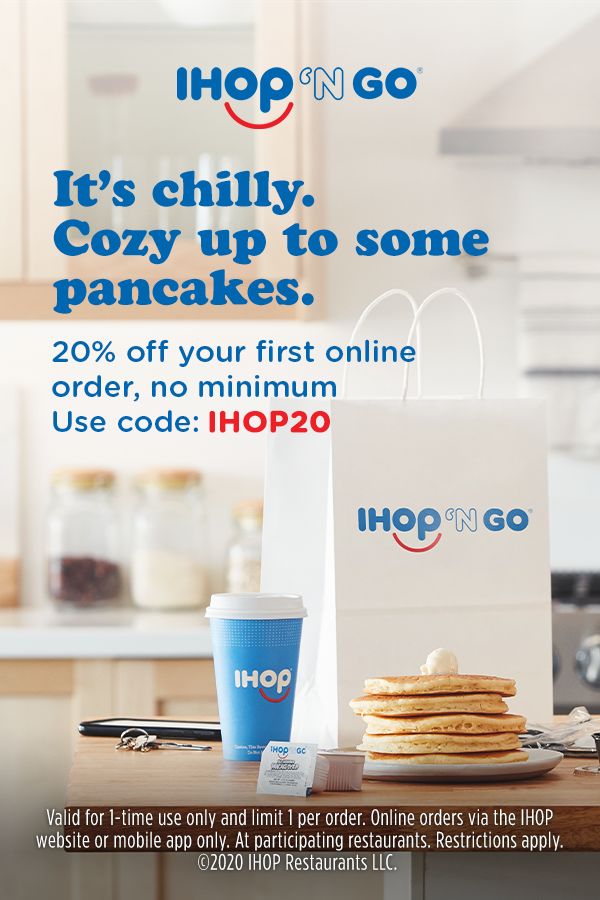 IHOP 'N GO®
It's chilly.
Cozy up to some
pancakes.
20% off your first online
order, no minimum
Use code: IHOP20
IHOP 'N GO®
IHOP
IHOP 'N GO
Valid for 1-time use only and limit 1 per order. Online orders via the IHOP
website or mobile app only. At participating restaurants. Restrictions apply.
©2020 IHOP Restaurants LLC.